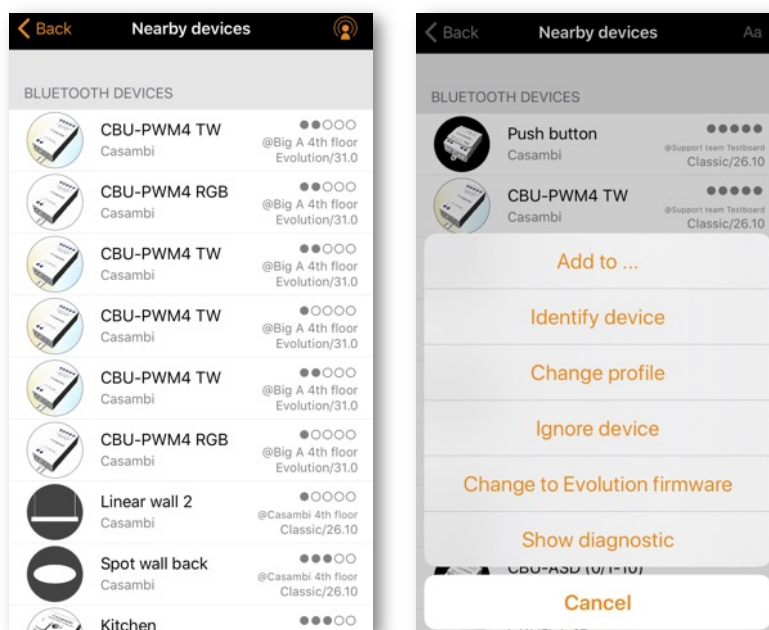 Back
Nearby devices
BLUETOOTH DEVICES
CBU-PWM4 TW
Casambi
@Big A 4th floor
Evolution/31.0
CBU-PWM4 RGB
Casambi
@Big A 4th floor
Evolution/31.0
CBU-PWM4 TW
Casambi
@Big A 4th floor
Evolution/31.0
CBU-PWM4 TW
Casambi
@Big A 4th floor
Evolution/31.0
CBU-PWM4 TW
Casambi
@Big A 4th floor
Evolution/31.0
CBU-PWM4 RGB
Casambi
@Big A 4th floor
Evolution/31.0
Linear wall 2
Casambi
@Casambi 4th floor
Classic/26.10
Spot wall back
Casambi
@Casambi 4th floor
Classic/26.10
Kitchen
Back
Nearby devices
Aa
BLUETOOTH DEVICES
Push button
Casambi
@Support team Testboard
Classic/26.10
CBU-PWM4 TW
Casambi
@Support team Testboard
Classic/26.10
Add to ...
Identify device
Change profile
Ignore device
Change to Evolution firmware
Show diagnostic
CBU-ASD (0/1-10)
Cancel